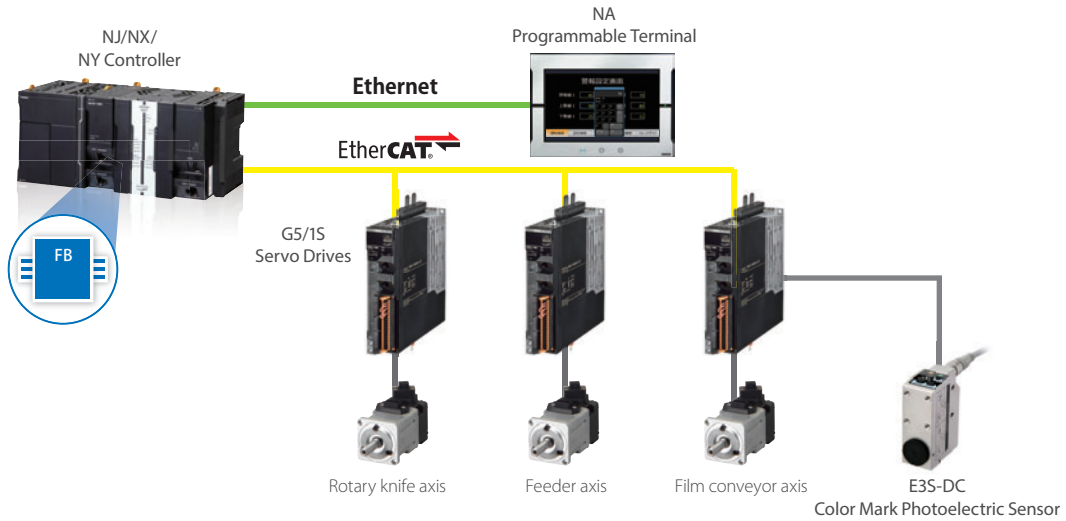 NJ/NX/
NY Controller
NA
Programmable Terminal
Ethernet
EtherCAT®
FB
G5/1S
Servo Drives
Rotary knife axis
Feeder axis
Film conveyor axis
E3S-DC
Color Mark Photoelectric Sensor